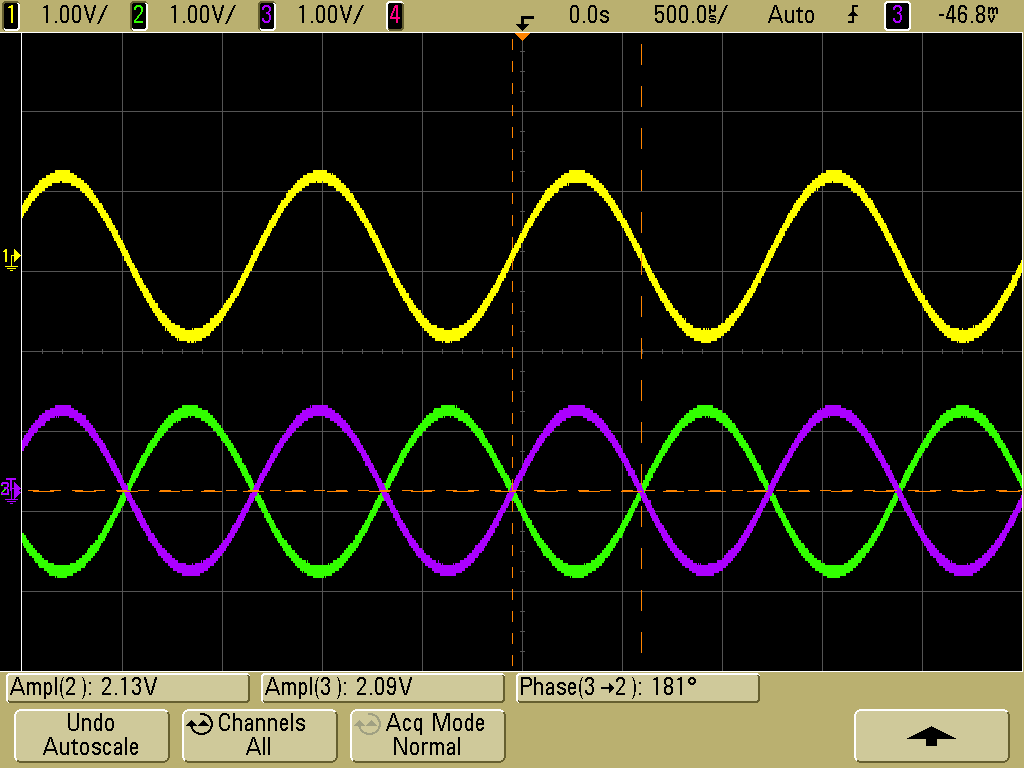 1 1.00V/ 2 1.00V/ 3 1.00V/ 4 0.0s 500.0㎲/ Auto 3 -46.8mV
1
Ampl(2): 2.13V Ampl(3): 2.09V Phase(3→2): 181°
Undo
Autoscale
Channels
All
Acq Mode
Normal